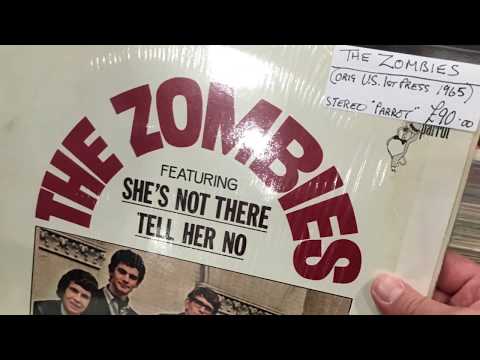 THE ZOMBIES
(ORIG U.S. 1ST PRESS 1965)
STEREO "PARROT" £90.00
parrot
THE ZOMBIES
FEATURING
SHE'S NOT THERE
TELL HER NO